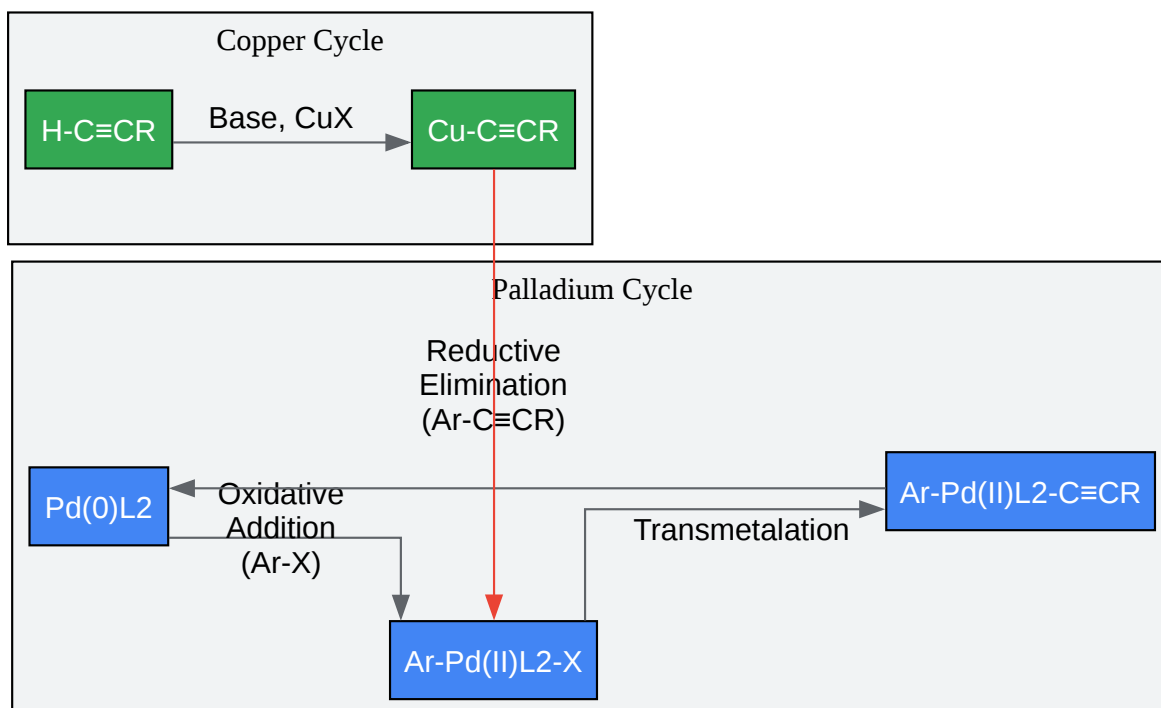 Copper Cycle
H-C≡CR
Base, CuX
Cu-C≡CR
Palladium Cycle
Reductive
Elimination
(Ar-C≡CR)
Pd(0)L2
Oxidative
Addition
(Ar-X)
Ar-Pd(II)L2-C≡CR
Transmetalation
Ar-Pd(II)L2-X